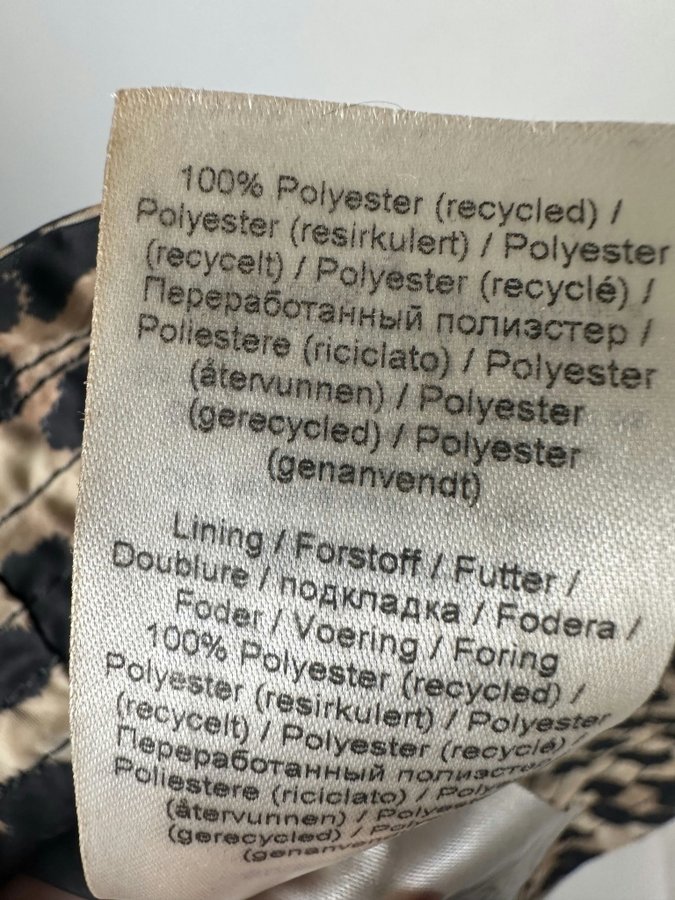 100% Polyester (recycled) /
Polyester (resirkulert) / Polyester
(recycelt) / Polyester (recyclé) /
Переработанный полиэстер /
Poliestere (riciclato) / Polyester
(återvunnen) / Polyester
(gerecycled) / Polyester
(genanvendt)
Lining / Forstoff / Futter /
Doublure / подкладка / Fodera /
Foder / Voering / Foring
100% Polyester (recycled) /
Polyester (resirkulert) / Polyester
(recycelt) / Polyester (recyclé) /
Переработанный
Poliestere (riciclato) /
(återvunnen) /
(gerecycled) /